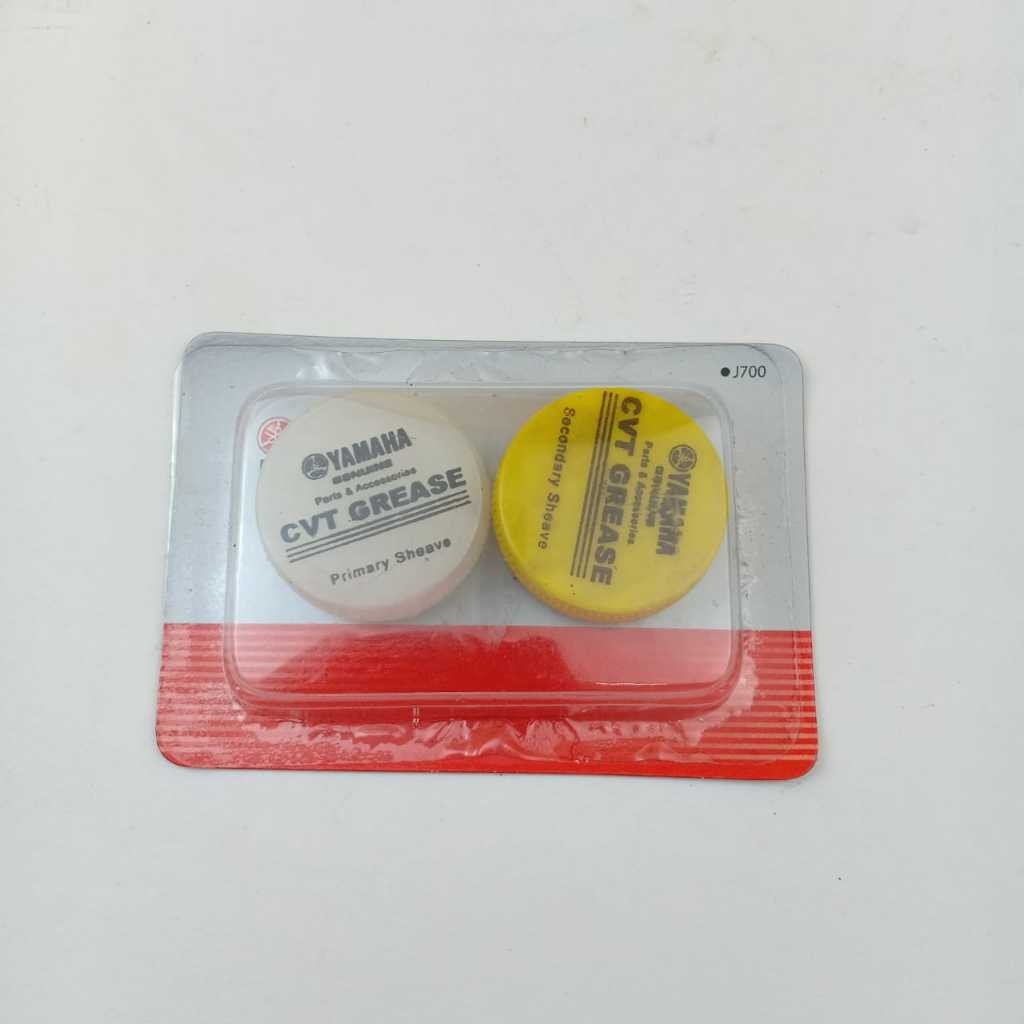 J700
YAMAHA
GENUINE
Parts & Accessories
CVT GREASE
Primary Sheave
YAMAHA
GENUINE
Parts & Accessories
CVT GREASE
Secondary Sheave